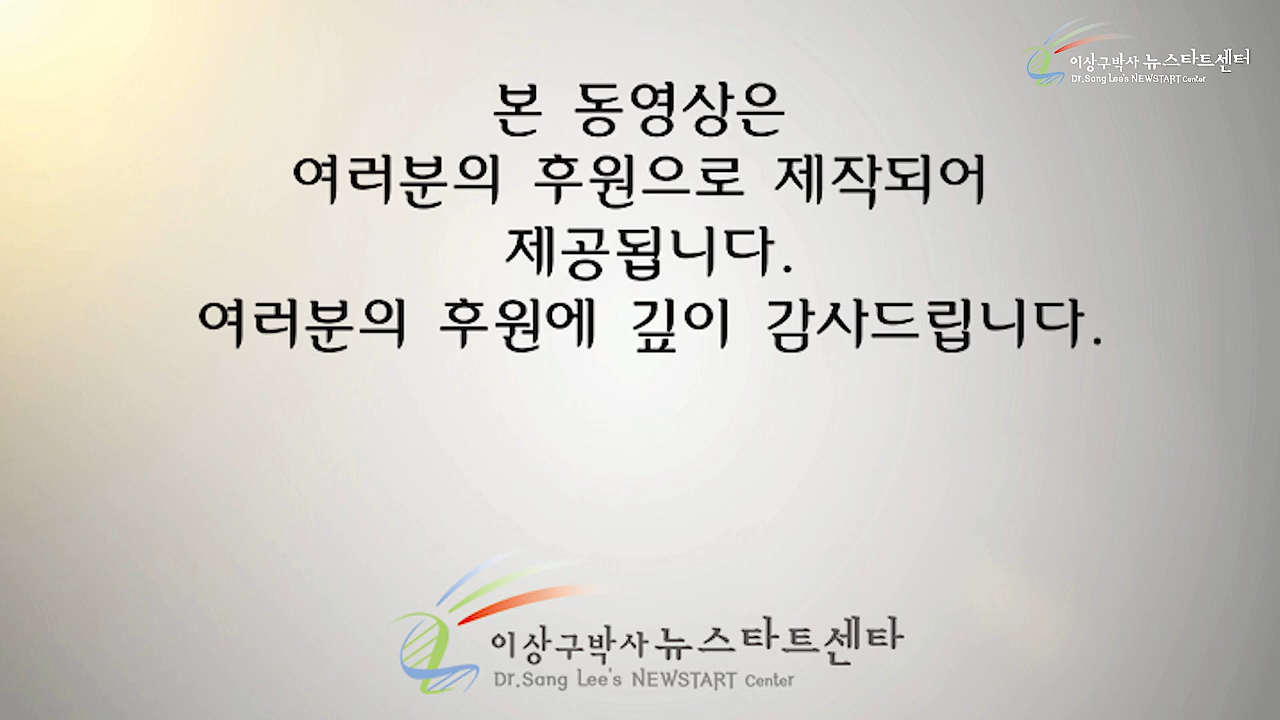 이상구박사 뉴스타트센터
Dr.Sang Lee's NEWSTART Center
본 동영상은
여러분의 후원으로 제작되어
제공됩니다.
여러분의 후원에 깊이 감사드립니다.
이상구박사 뉴스타트센타
Dr.Sang Lee's NEWSTART Center